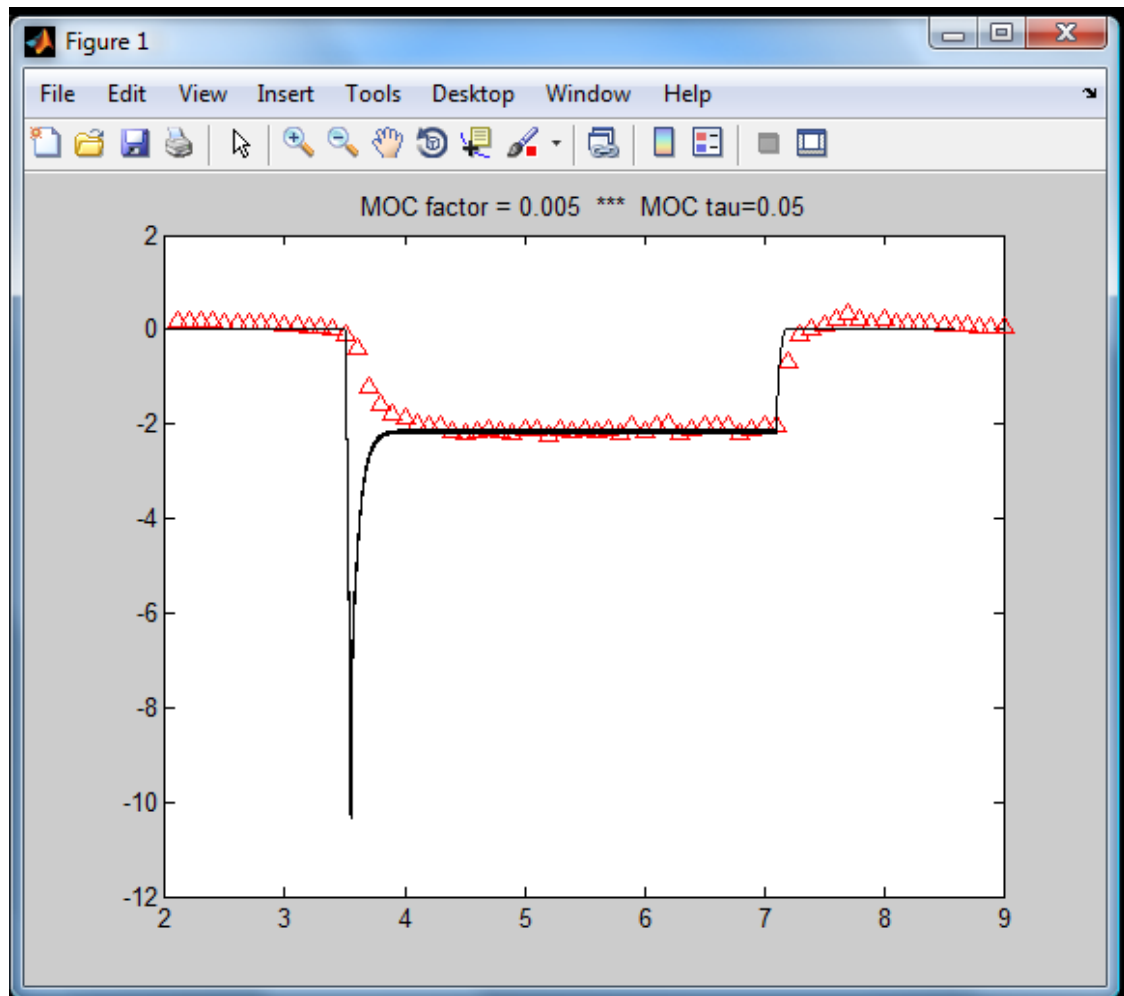 Figure 1
File Edit View Insert Tools Desktop Window Help
MOC factor = 0.005 *** MOC tau=0.05
2
0
-2
-4
-6
-8
-10
-12
2 3 4 5 6 7 8 9